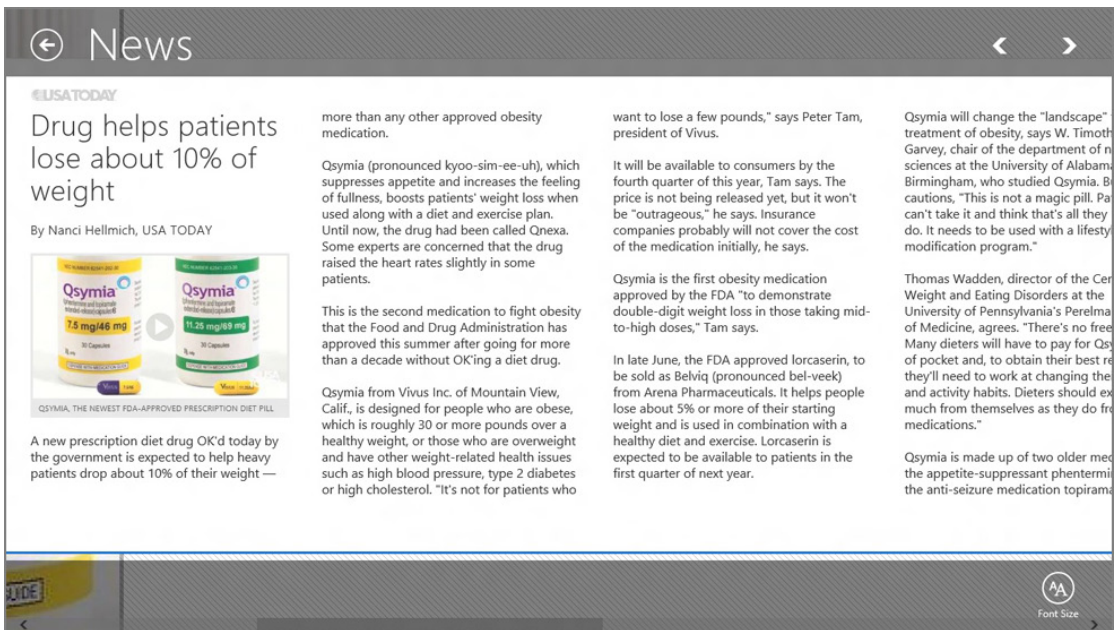 News
USA TODAY
Drug helps patients
lose about 10% of
weight
By Nanci Hellmich, USA TODAY
Qsymia
7.5 mg/46 mg
30 Capsules
Qsymia
11.25 mg/69 mg
30 Capsules
QSYMIA, THE NEWEST FDA-APPROVED PRESCRIPTION DIET PILL
A new prescription diet drug OK'd today by
the government is expected to help heavy
patients drop about 10% of their weight —
more than any other approved obesity
medication.
Qsymia (pronounced kyoo-sim-ee-uh), which
suppresses appetite and increases the feeling
of fullness, boosts patients' weight loss when
used along with a diet and exercise plan.
Until now, the drug had been called Qnexa.
Some experts are concerned that the drug
raised the heart rates slightly in some
patients.
This is the second medication to fight obesity
that the Food and Drug Administration has
approved this summer after going for more
than a decade without OK'ing a diet drug.
Qsymia from Vivus Inc. of Mountain View,
Calif., is designed for people who are obese,
which is roughly 30 or more pounds over a
healthy weight, or those who are overweight
and have other weight-related health issues
such as high blood pressure, type 2 diabetes
or high cholesterol. "It's not for patients who
want to lose a few pounds," says Peter Tam,
president of Vivus.
It will be available to consumers by the
fourth quarter of this year, Tam says. The
price is not being released yet, but it won't
be "outrageous," he says. Insurance
companies probably will not cover the cost
of the medication initially, he says.
Qsymia is the first obesity medication
approved by the FDA "to demonstrate
double-digit weight loss in those taking mid-
to-high doses," Tam says.
In late June, the FDA approved lorcaserin, to
be sold as Belviq (pronounced bel-veek)
from Arena Pharmaceuticals. It helps people
lose about 5% or more of their starting
weight and is used in combination with a
healthy diet and exercise. Lorcaserin is
expected to be available to patients in the
first quarter of next year.
Qsymia will change the "landscape"
treatment of obesity, says W. Timoth
Garvey, chair of the department of n
sciences at the University of Alabama
Birmingham, who studied Qsymia. B
cautions, "This is not a magic pill. Pa
can't take it and think that's all they
do. It needs to be used with a lifesty
modification program."
Thomas Wadden, director of the Cen
Weight and Eating Disorders at the
University of Pennsylvania's Perelma
of Medicine, agrees. "There's no free
Many dieters will have to pay for Qsy
of pocket and, to obtain their best re
they'll need to work at changing the
and activity habits. Dieters should ex
much from themselves as they do fro
medications."
Qsymia is made up of two older med
the appetite-suppressant phentermi
the anti-seizure medication topirama
UIDE
AA
Font Size